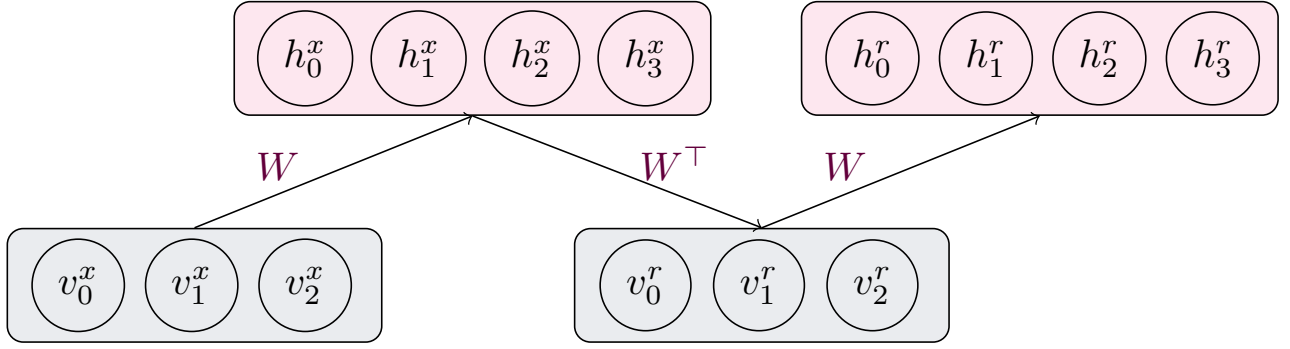 h_0^x h_1^x h_2^x h_3^x h_0^r h_1^r h_2^r h_3^r
W W^⊤ W
v_0^x v_1^x v_2^x v_0^r v_1^r v_2^r